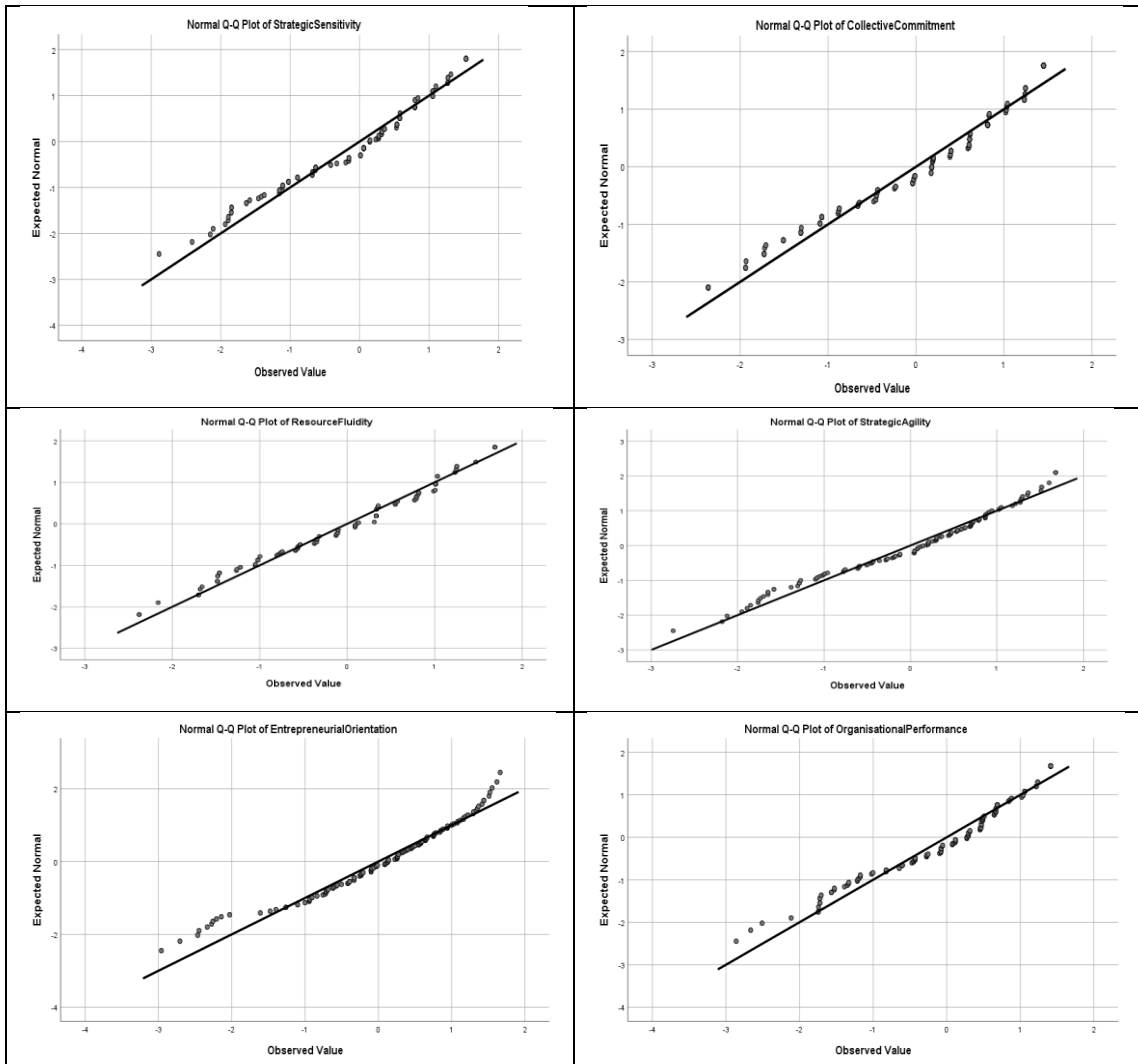 Normal Q-Q Plot of StrategicSensitivity
Expected Normal
2
1
0
-1
-2
-3
-4
-4 -3 -2 -1 0 1 2
Observed Value
Normal Q-Q Plot of CollectiveCommitment
Expected Normal
2
1
0
-1
-2
-3
-3 -2 -1 0 1 2
Observed Value
Normal Q-Q Plot of ResourceFluidity
Expected Normal
2
1
0
-1
-2
-3
-3 -2 -1 0 1 2
Observed Value
Normal Q-Q Plot of StrategicAgility
Expected Normal
3
2
1
0
-1
-2
-3
-3 -2 -1 0 1 2
Observed Value
Normal Q-Q Plot of EntrepreneurialOrientation
Expected Normal
2
0
-2
-4
-4 -3 -2 -1 0 1 2
Observed Value
Normal Q-Q Plot of OrganisationalPerformance
Expected Normal
2
1
0
-1
-2
-3
-4
-4 -3 -2 -1 0 1 2
Observed Value